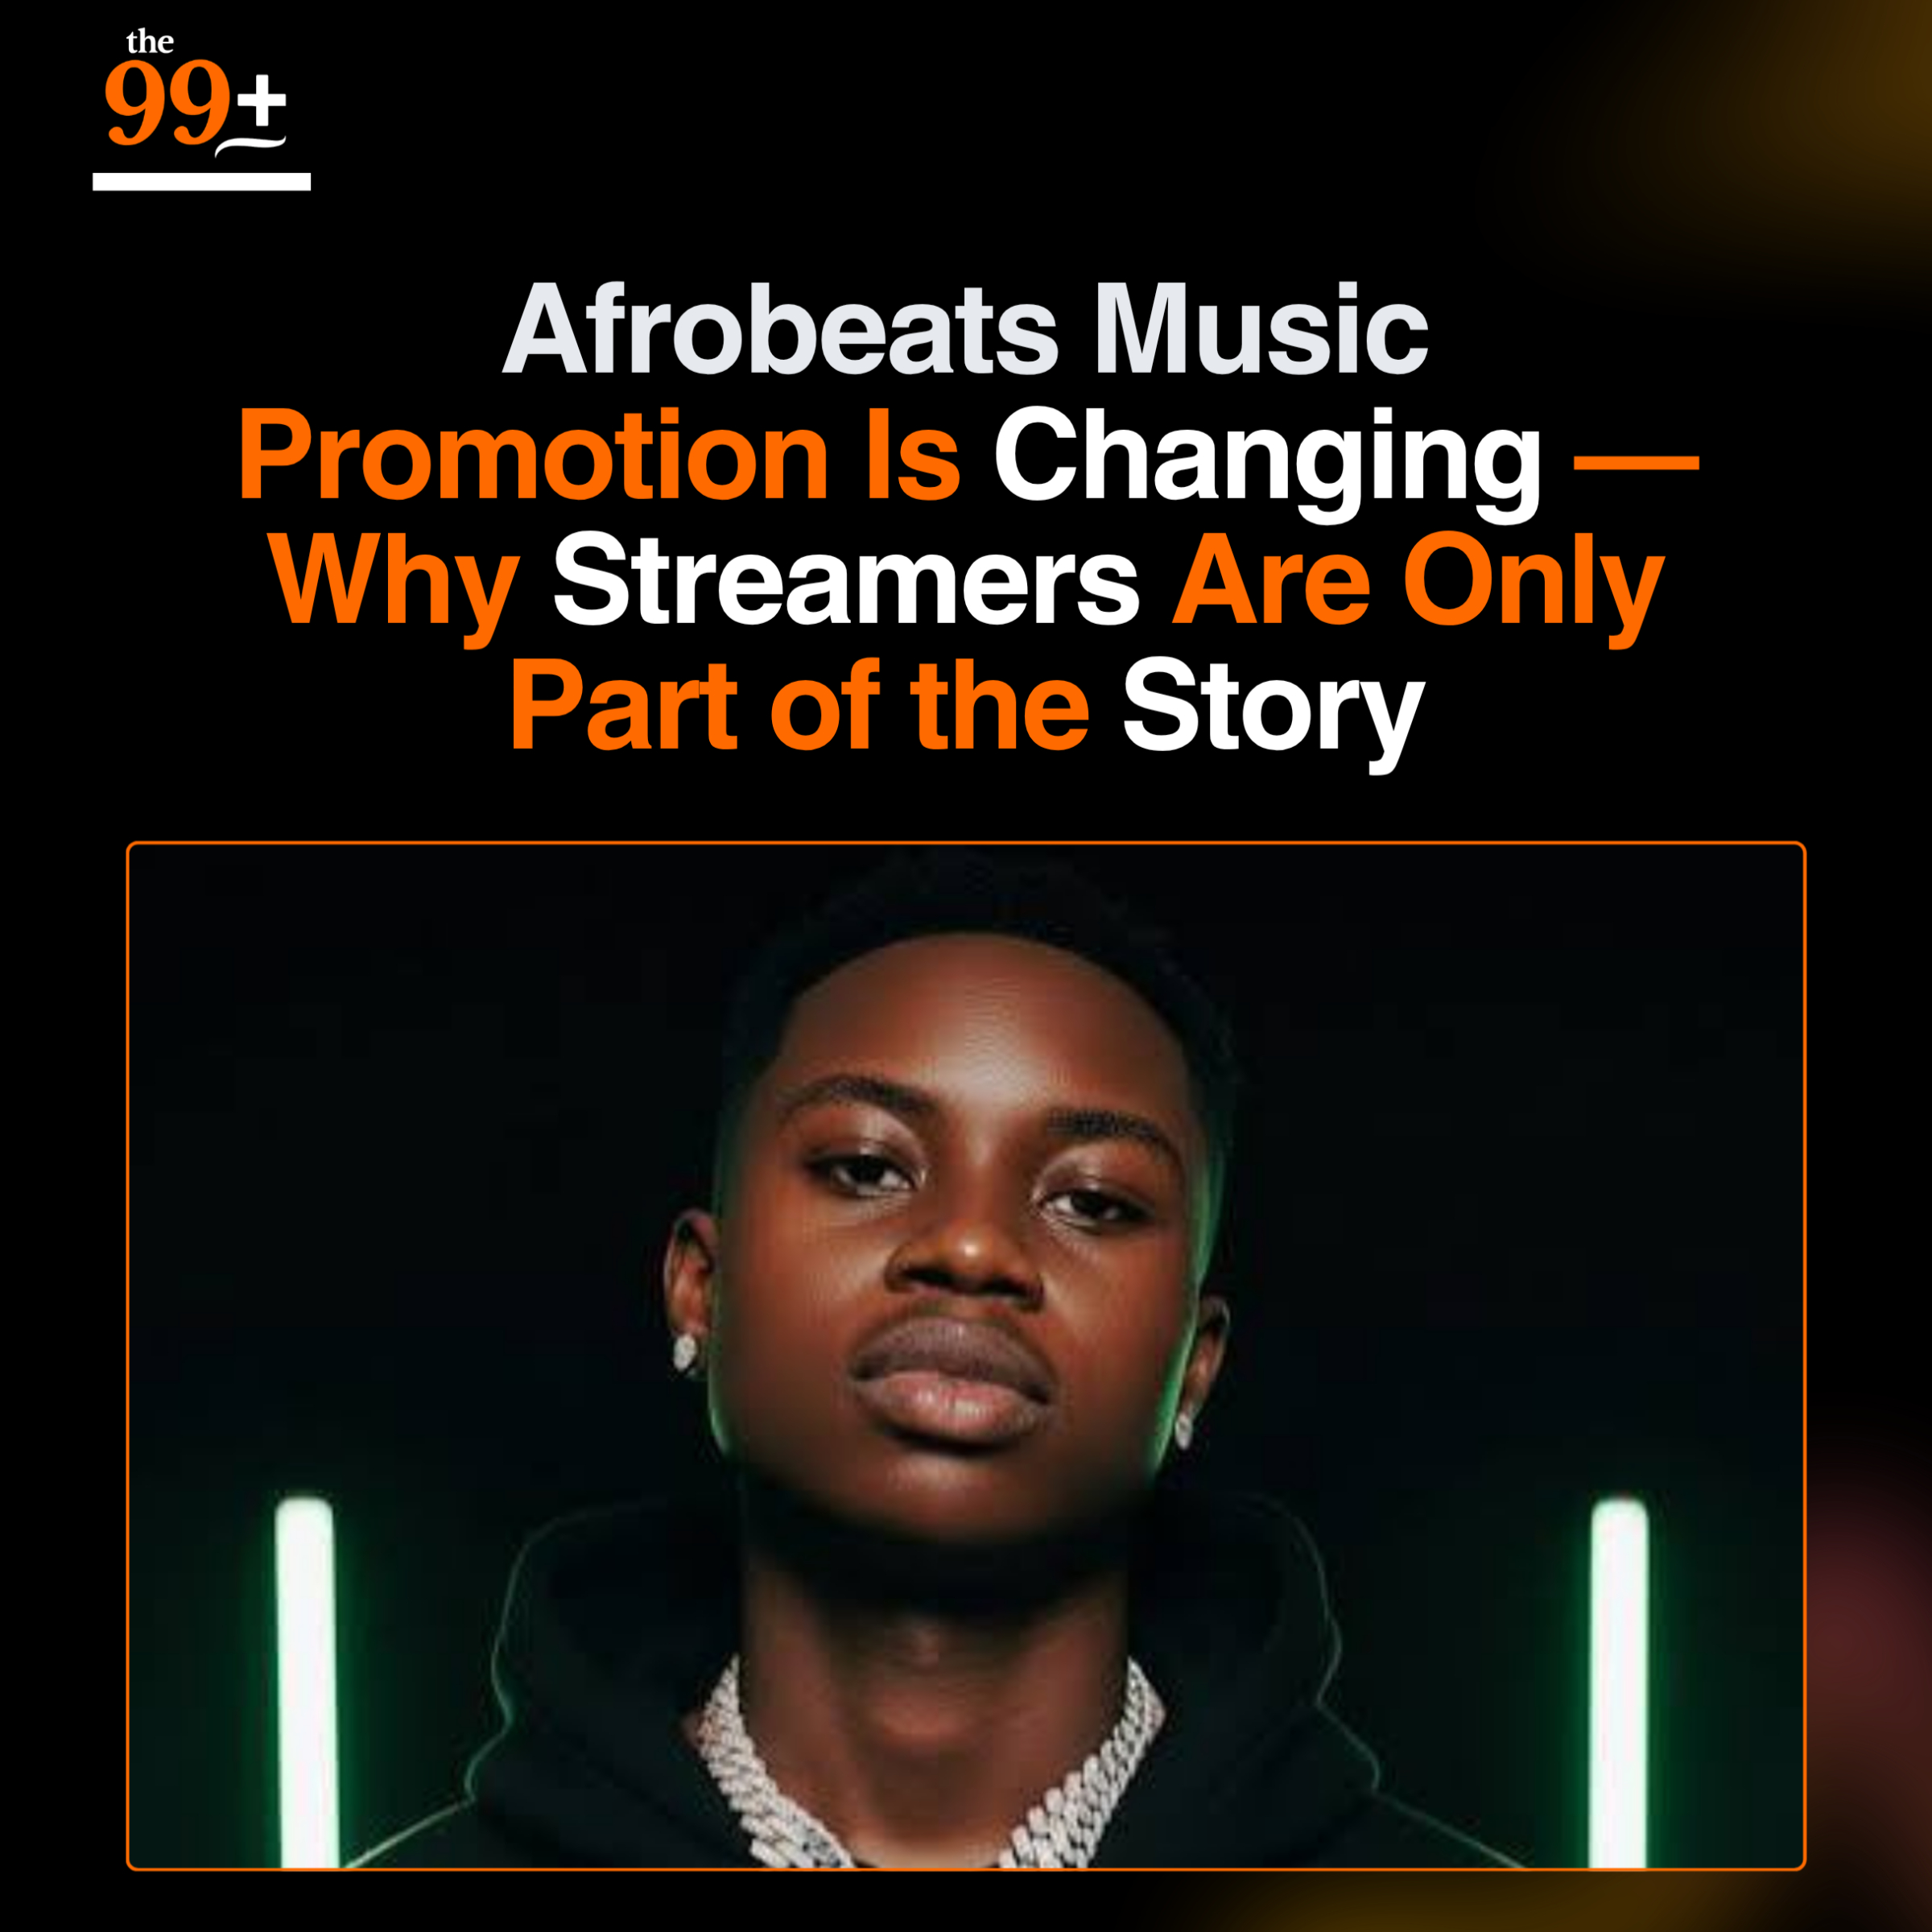 the
99+
Afrobeats Music
Promotion Is Changing —
Why Streamers Are Only
Part of the Story